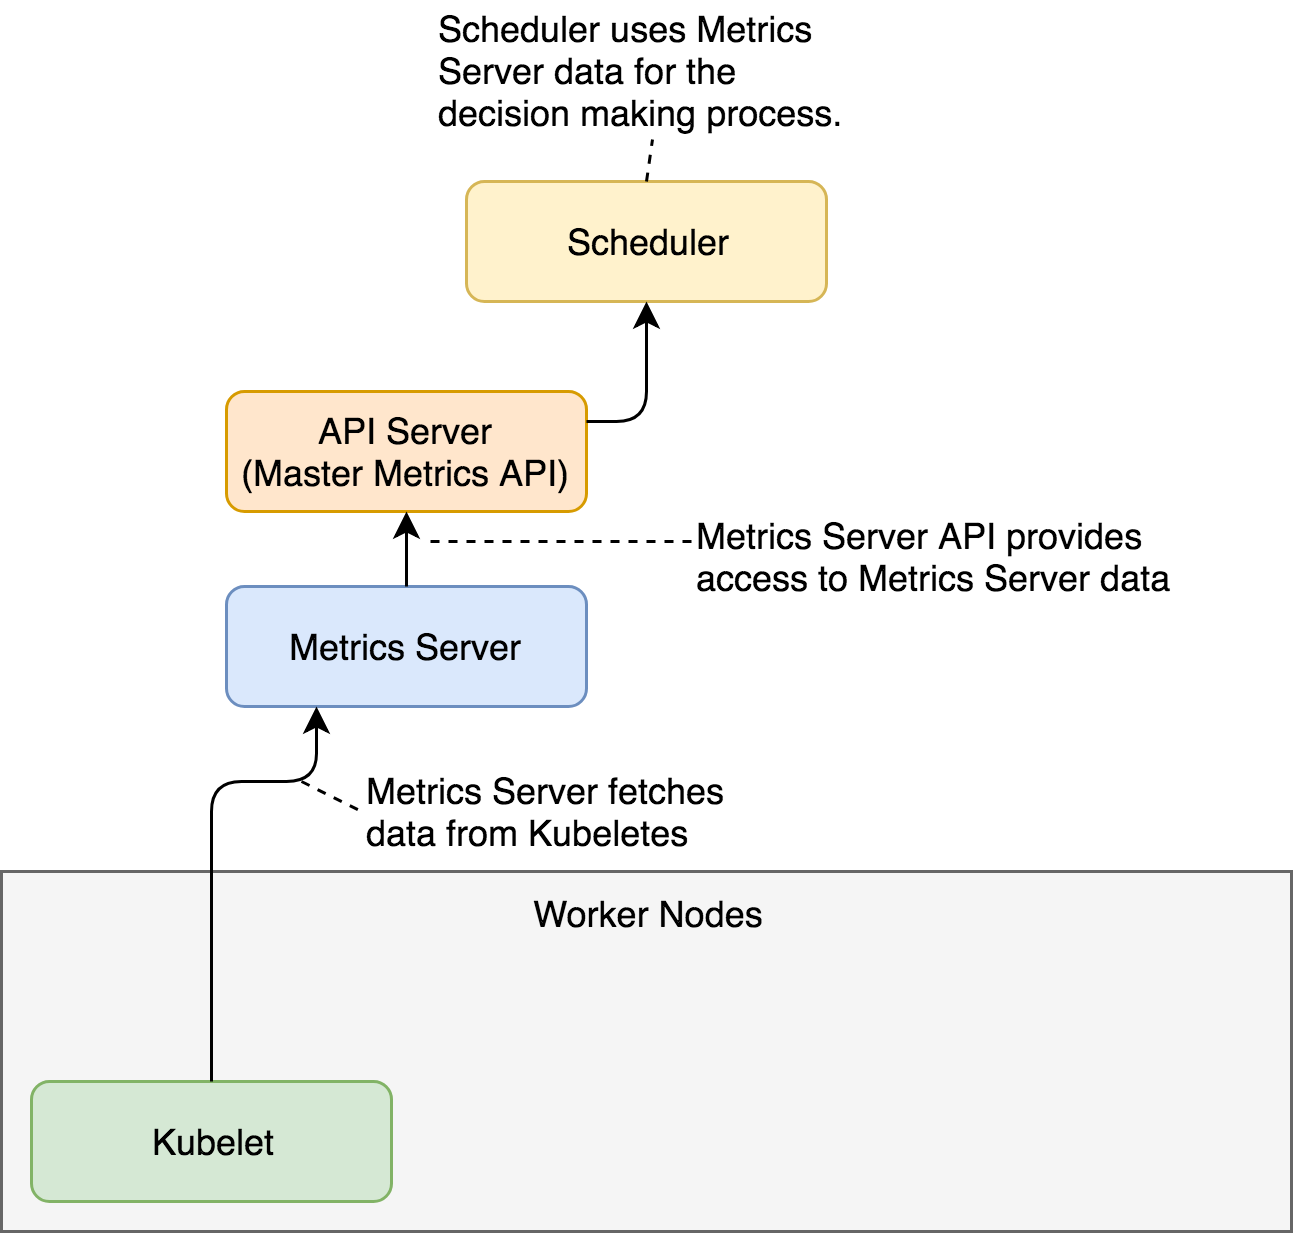 Scheduler uses Metrics
Server data for the
decision making process.
Scheduler
API Server
(Master Metrics API)
Metrics Server API provides
access to Metrics Server data
Metrics Server
Metrics Server fetches
data from Kubeletes
Worker Nodes
Kubelet